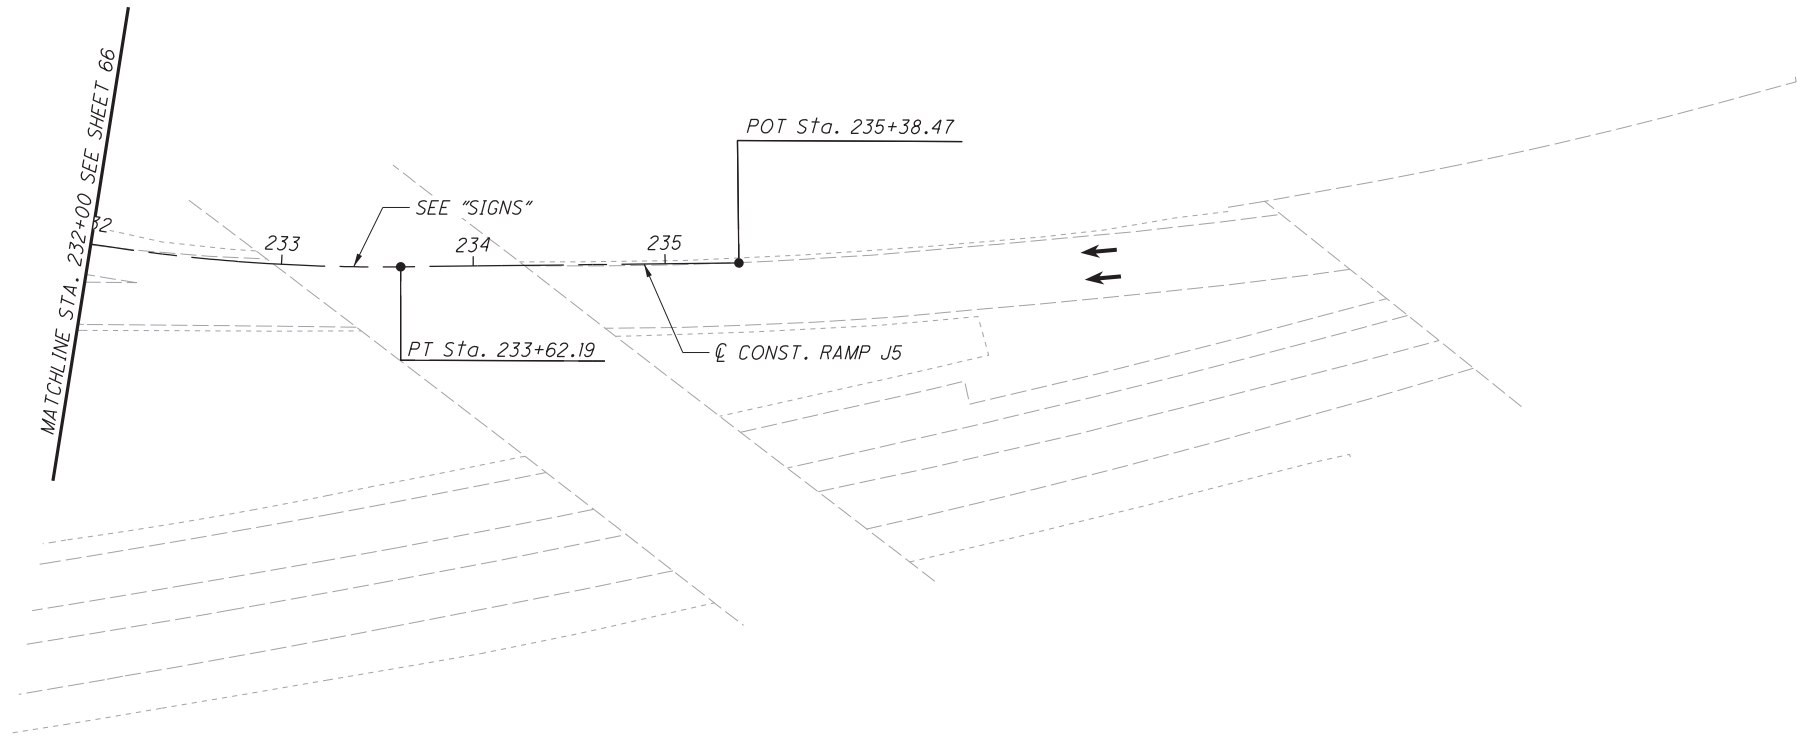 MATCHLINE STA. 232+00 SEE SHEET 66
POT Sta. 235+38.47
SEE "SIGNS"
32
233
234
235
PT Sta. 233+62.19
℄ CONST. RAMP J5